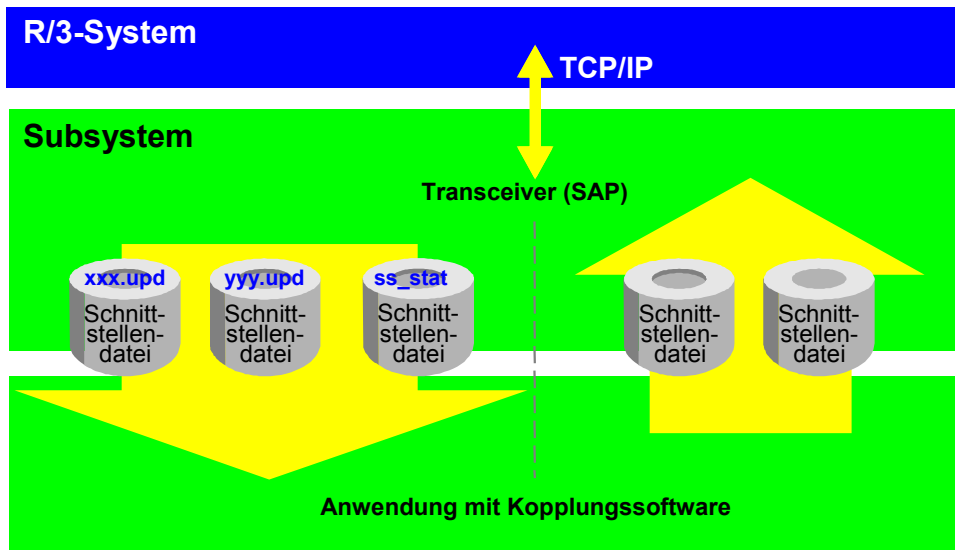 R/3-System
TCP/IP
Subsystem
Transceiver (SAP)
xxx.upd
Schnitt-
stellen-
datei
yyy.upd
Schnitt-
stellen-
datei
ss_stat
Schnitt-
stellen-
datei
Schnitt-
stellen-
datei
Schnitt-
stellen-
datei
Anwendung mit Kopplungssoftware